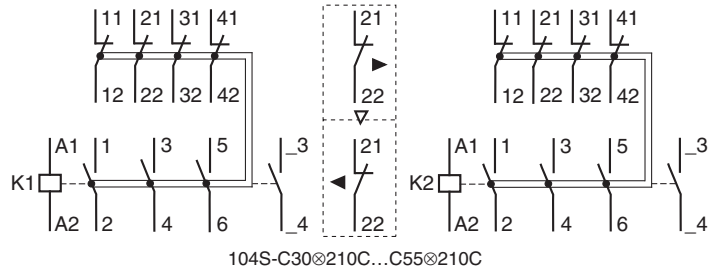 11 21 31 41 21 11 21 31 41
12 22 32 42 22 12 22 32 42
A1 1 3 5 _3 21 A1 1 3 5 _3
K1 K2
A2 2 4 6 _4 22 A2 2 4 6 _4
104S-C30⊗210C…C55⊗210C